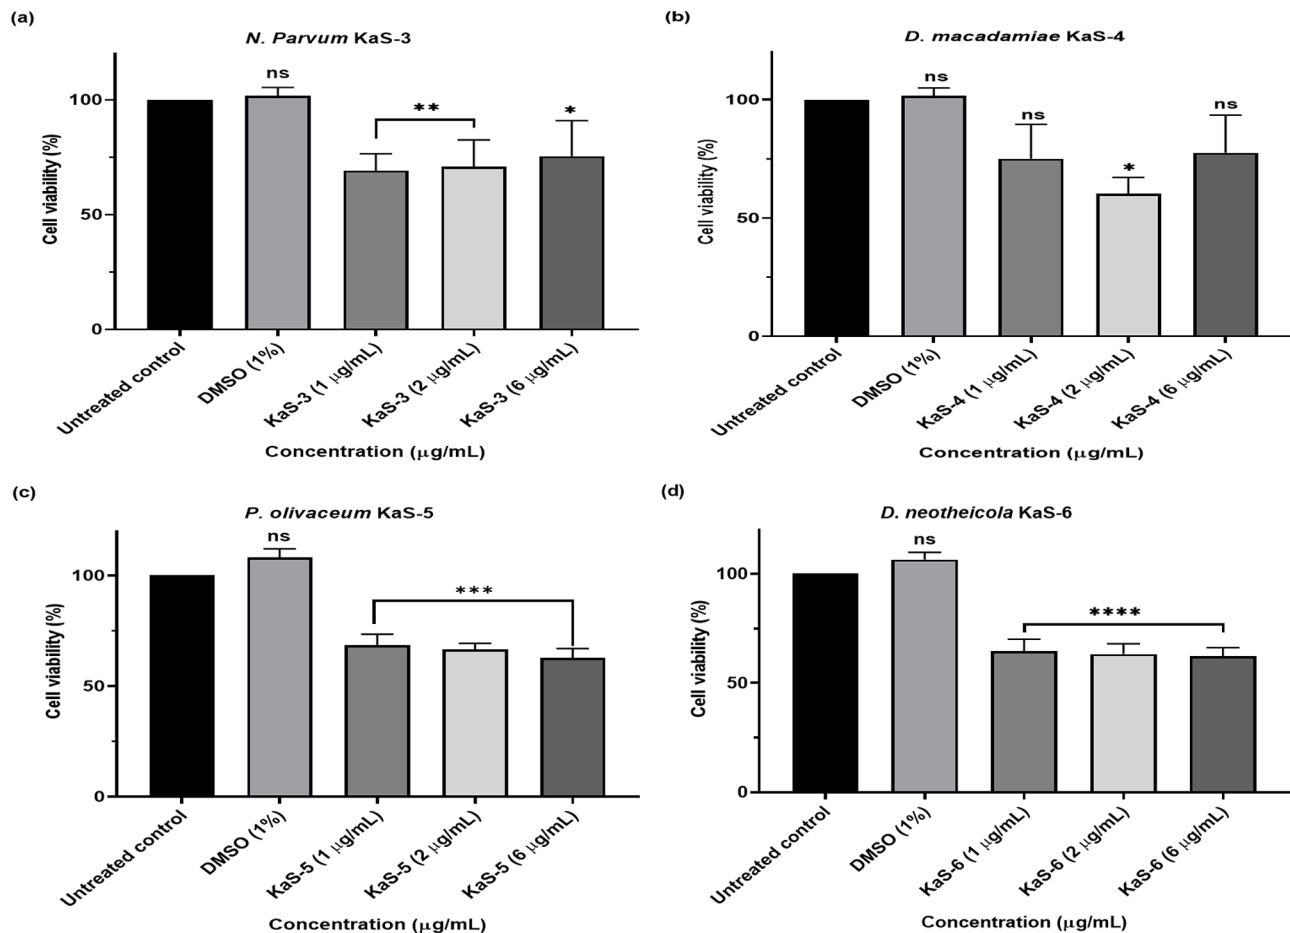 (a)
N. Parvum KaS-3
Cell viability (%)
100
50
0
ns
**
*
Untreated control
DMSO (1%)
KaS-3 (1 μg/mL)
KaS-3 (2 μg/mL)
KaS-3 (6 μg/mL)
Concentration (μg/mL)
(b)
D. macadamiae KaS-4
Cell viability (%)
100
50
0
ns
ns
*
ns
Untreated control
DMSO (1%)
KaS-4 (1 μg/mL)
KaS-4 (2 μg/mL)
KaS-4 (6 μg/mL)
Concentration (μg/mL)
(c)
P. olivaceum KaS-5
Cell viability (%)
100
50
0
ns
***
Untreated control
DMSO (1%)
KaS-5 (1 μg/mL)
KaS-5 (2 μg/mL)
KaS-5 (6 μg/mL)
Concentration (μg/mL)
(d)
D. neotheicola KaS-6
Cell viability (%)
100
50
0
ns
****
Untreated control
DMSO (1%)
KaS-6 (1 μg/mL)
KaS-6 (2 μg/mL)
KaS-6 (6 μg/mL)
Concentration (μg/mL)